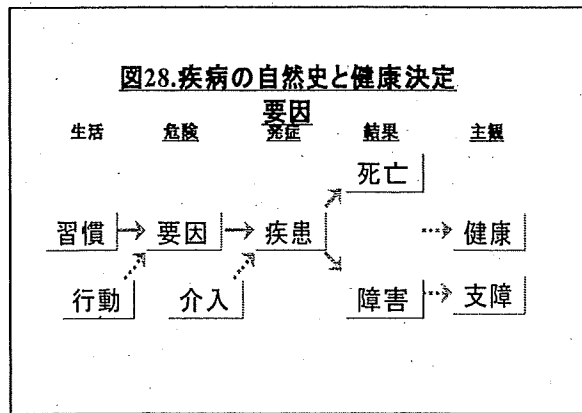 図28.疾病の自然史と健康決定
要因
生活 危険 発症 結果 主観
死亡
習慣 要因 疾患 健康
行動 介入 障害 支障